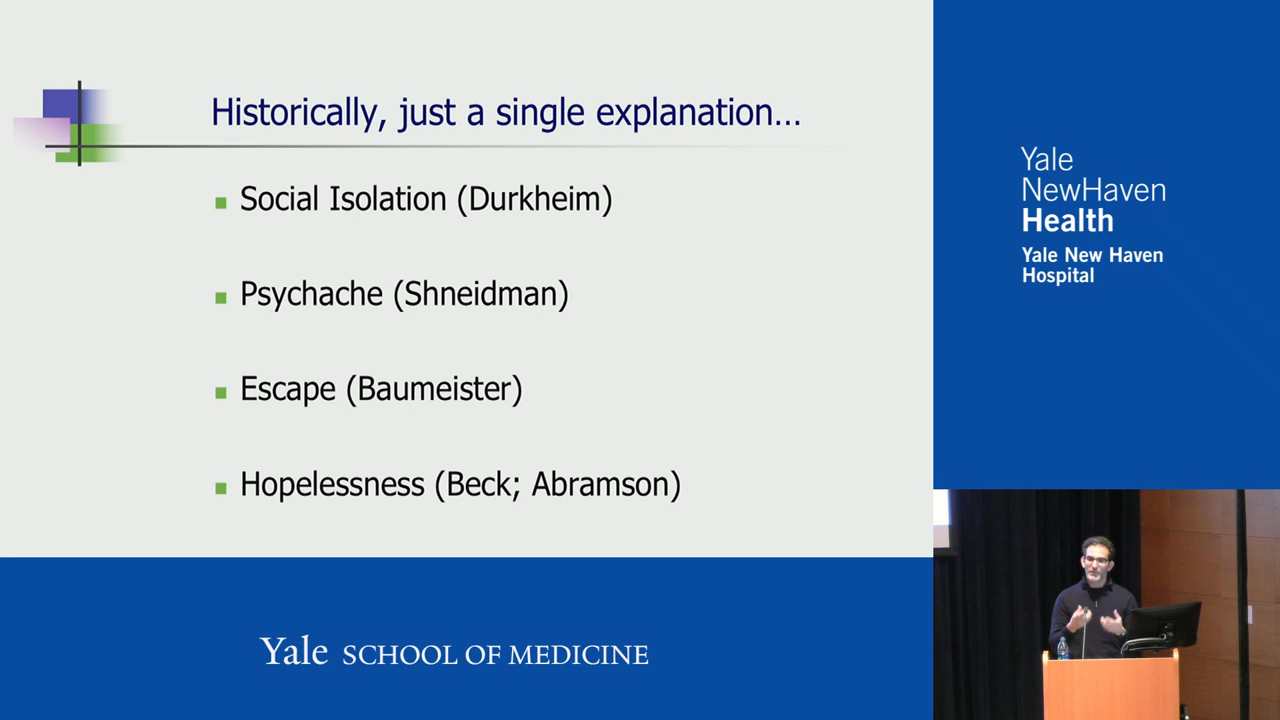 Historically, just a single explanation...
Social Isolation (Durkheim)
Psychache (Shneidman)
Escape (Baumeister)
Hopelessness (Beck; Abramson)
Yale
NewHaven
Health
Yale New Haven
Hospital
Yale SCHOOL OF MEDICINE